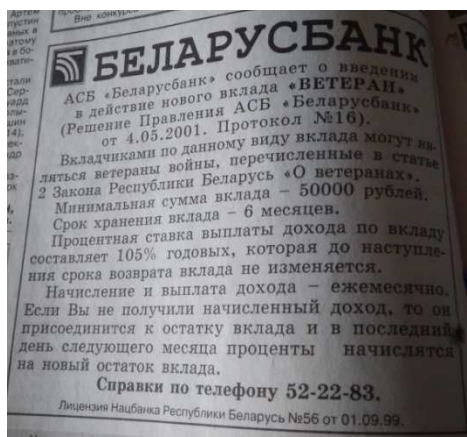 Вне конкурс
БЕЛАРУСБАНК
АСБ «Беларусбанк» сообщает о введении
в действие нового вклада «ВЕТЕРАН»
(Решение Правления АСБ «Беларусбанк»
от 4.05.2001. Протокол №16).
Вкладчиками по данному виду вклада могут яв-
ляться ветераны войны, перечисленные в статье
2 Закона Республики Беларусь «О ветеранах».
Минимальная сумма вклада – 50000 рублей.
Срок хранения вклада – 6 месяцев.
Процентная ставка выплаты дохода по вкладу
составляет 105% годовых, которая до наступле-
ния срока возврата вклада не изменяется.
Начисление и выплата дохода – ежемесячно.
Если Вы не получили начисленный доход, то он
присоединится к остатку вклада и в последний
день следующего месяца проценты начислятся
на новый остаток вклада.
Справки по телефону 52-22-83.
Лицензия Нацбанка Республики Беларусь №56 от 01.09.99.